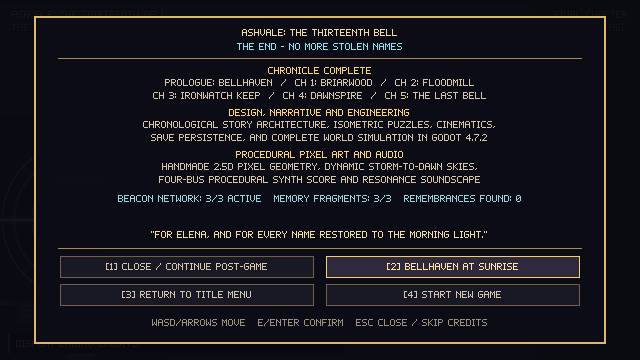 ASHVALE: THE THIRTEENTH BELL
THE END - NO MORE STOLEN NAMES
CHRONICLE COMPLETE
PROLOGUE: BELLHAVEN / CH 1: BRIARWOOD / CH 2: FLOODMILL
CH 3: IRONWATCH KEEP / CH 4: DAWNSPIRE / CH 5: THE LAST BELL
DESIGN, NARRATIVE AND ENGINEERING
CHRONOLOGICAL STORY ARCHITECTURE, ISOMETRIC PUZZLES, CINEMATICS,
SAVE PERSISTENCE, AND COMPLETE WORLD SIMULATION IN GODOT 4.7.2
PROCEDURAL PIXEL ART AND AUDIO
HANDMADE 2.5D PIXEL GEOMETRY, DYNAMIC STORM-TO-DAWN SKIES,
FOUR-BUS PROCEDURAL SYNTH SCORE AND RESONANCE SOUNDSCAPE
BEACON NETWORK: 3/3 ACTIVE MEMORY FRAGMENTS: 3/3 REMEMBRANCES FOUND: 0
"FOR ELENA, AND FOR EVERY NAME RESTORED TO THE MORNING LIGHT."
[1] CLOSE / CONTINUE POST-GAME
[2] BELLHAVEN AT SUNRISE
[3] RETURN TO TITLE MENU
[4] START NEW GAME
WASD/ARROWS MOVE E/ENTER CONFIRM ESC CLOSE / SKIP CREDITS